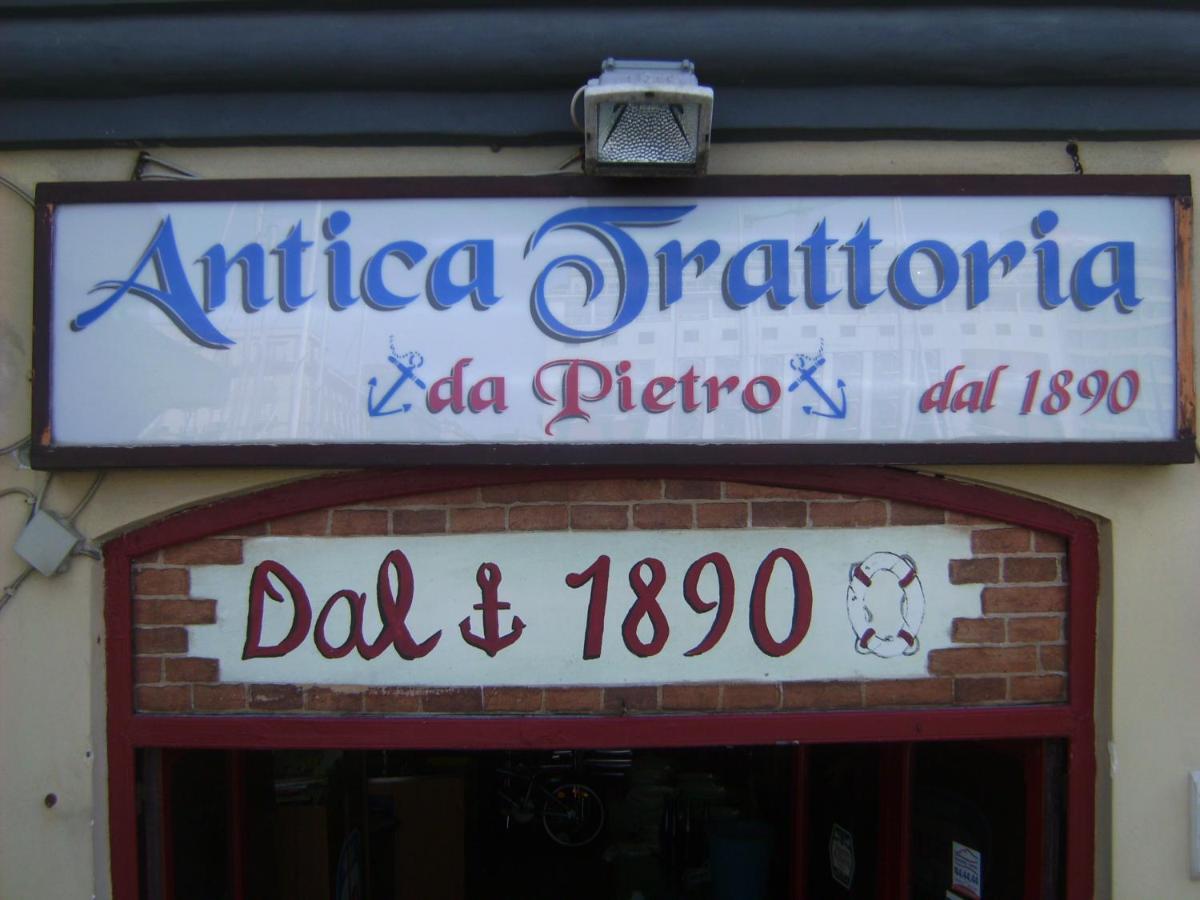 Antica Trattoria
da Pietro dal 1890
Dal 1890